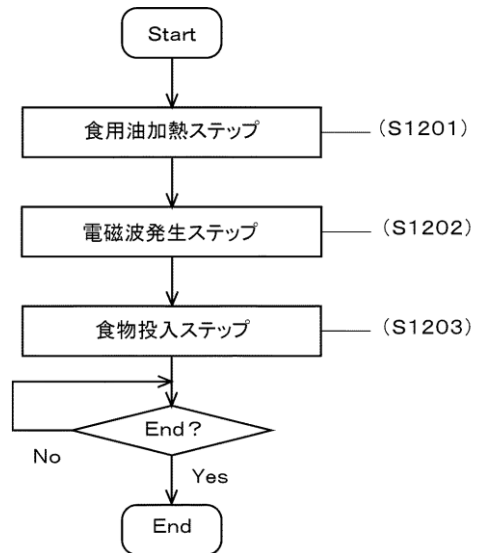 Start
食用油加熱ステップ
(S1201)
電磁波発生ステップ
(S1202)
食物投入ステップ
(S1203)
End?
No
Yes
End